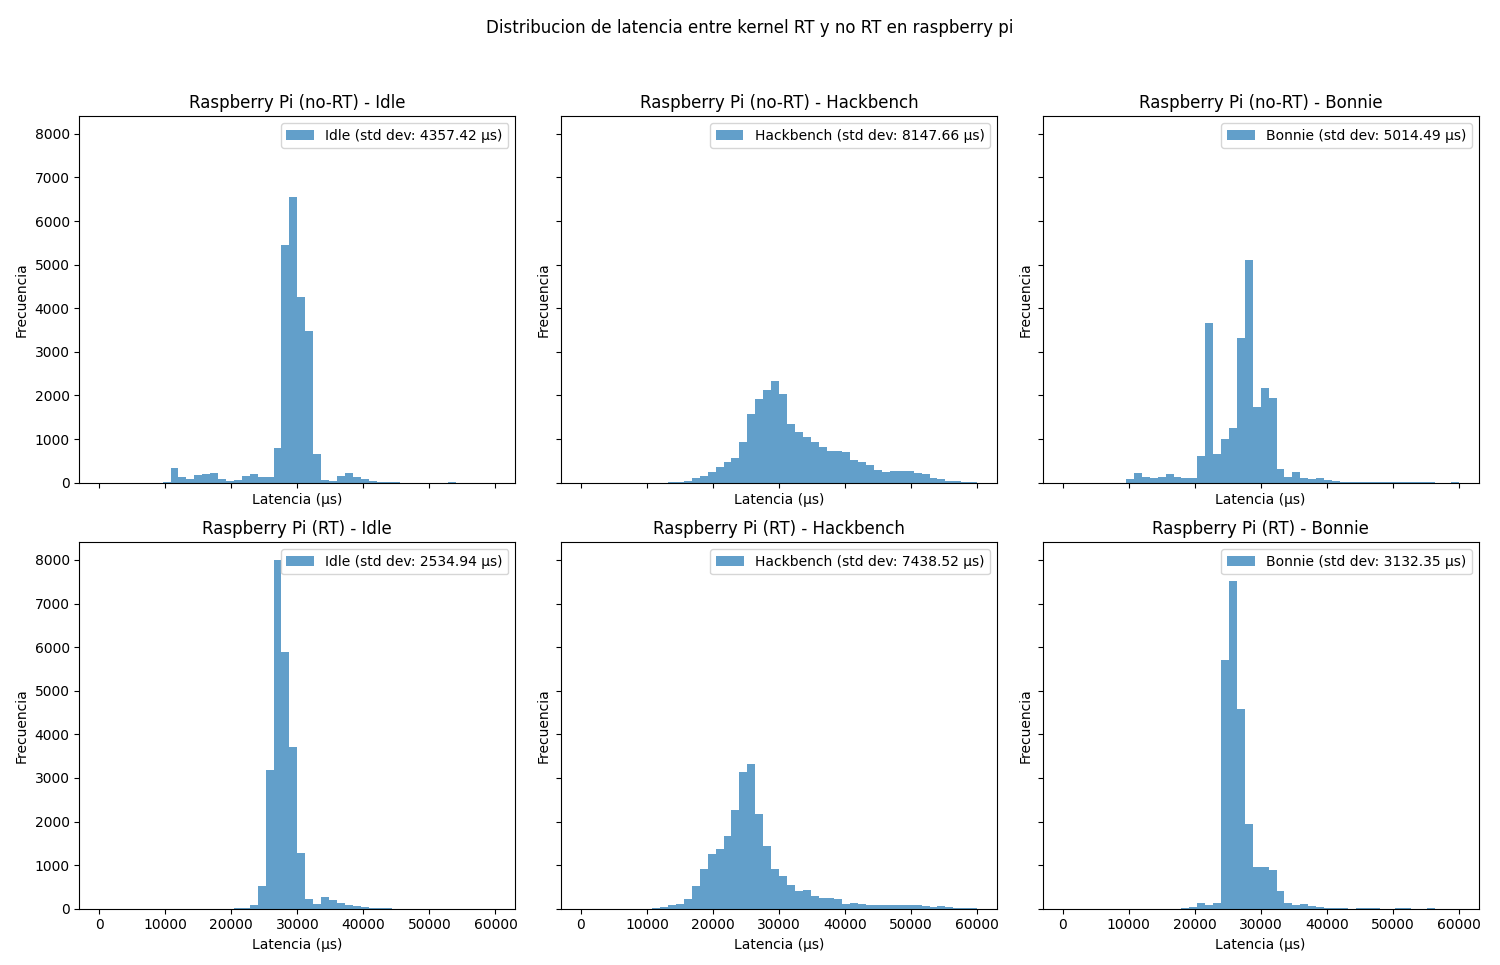 Distribucion de latencia entre kernel RT y no RT en raspberry pi
Raspberry Pi (no-RT) - Idle
Idle (std dev: 4357.42 µs)
8000
7000
6000
5000
4000
3000
2000
1000
0
Frecuencia
Latencia (µs)
Raspberry Pi (no-RT) - Hackbench
Hackbench (std dev: 8147.66 µs)
Frecuencia
Latencia (µs)
Raspberry Pi (no-RT) - Bonnie
Bonnie (std dev: 5014.49 µs)
Frecuencia
Latencia (µs)
Raspberry Pi (RT) - Idle
Idle (std dev: 2534.94 µs)
8000
7000
6000
5000
4000
3000
2000
1000
0
Frecuencia
0 10000 20000 30000 40000 50000 60000
Latencia (µs)
Raspberry Pi (RT) - Hackbench
Hackbench (std dev: 7438.52 µs)
Frecuencia
0 10000 20000 30000 40000 50000 60000
Latencia (µs)
Raspberry Pi (RT) - Bonnie
Bonnie (std dev: 3132.35 µs)
Frecuencia
0 10000 20000 30000 40000 50000 60000
Latencia (µs)